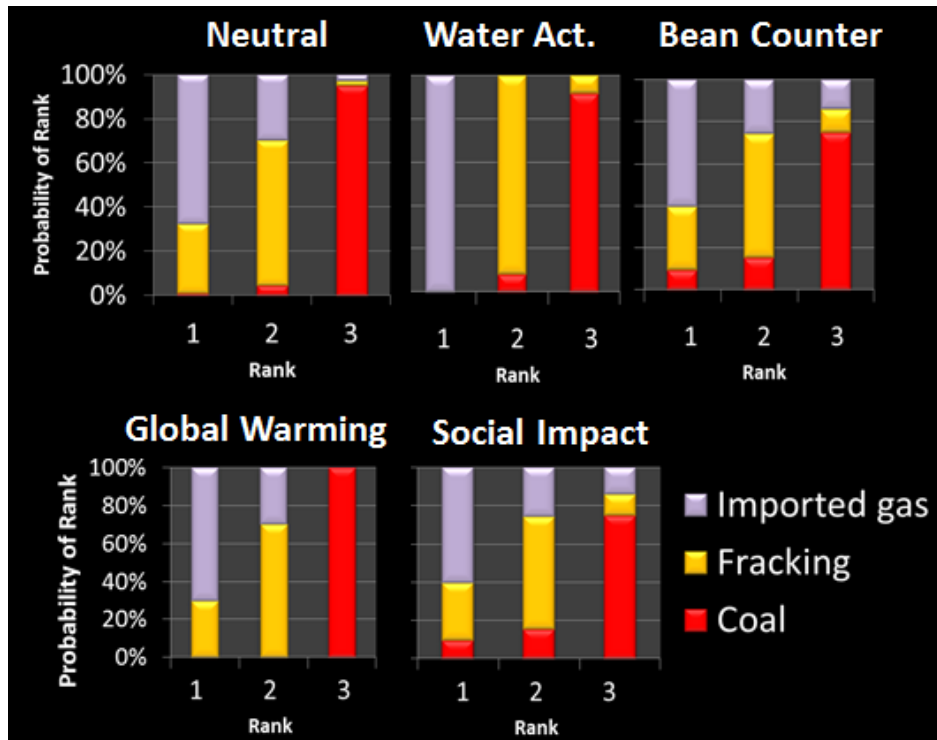 Neutral
Water Act.
Bean Counter
Probability of Rank
100%
80%
60%
40%
20%
0%
1 2 3
Rank
1 2 3
Rank
1 2 3
Rank
Global Warming
Social Impact
Probability of Rank
100%
80%
60%
40%
20%
0%
1 2 3
Rank
1 2 3
Rank
Imported gas
Fracking
Coal